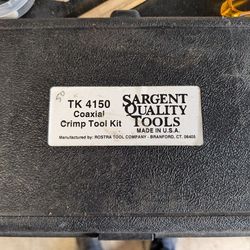 50
TK 4150
Coaxial
Crimp Tool Kit
SARGENT
QUALITY
TOOLS
MADE IN U.S.A.
Manufactured by: ROSTRA TOOL COMPANY - BRANFORD, CT. 06405